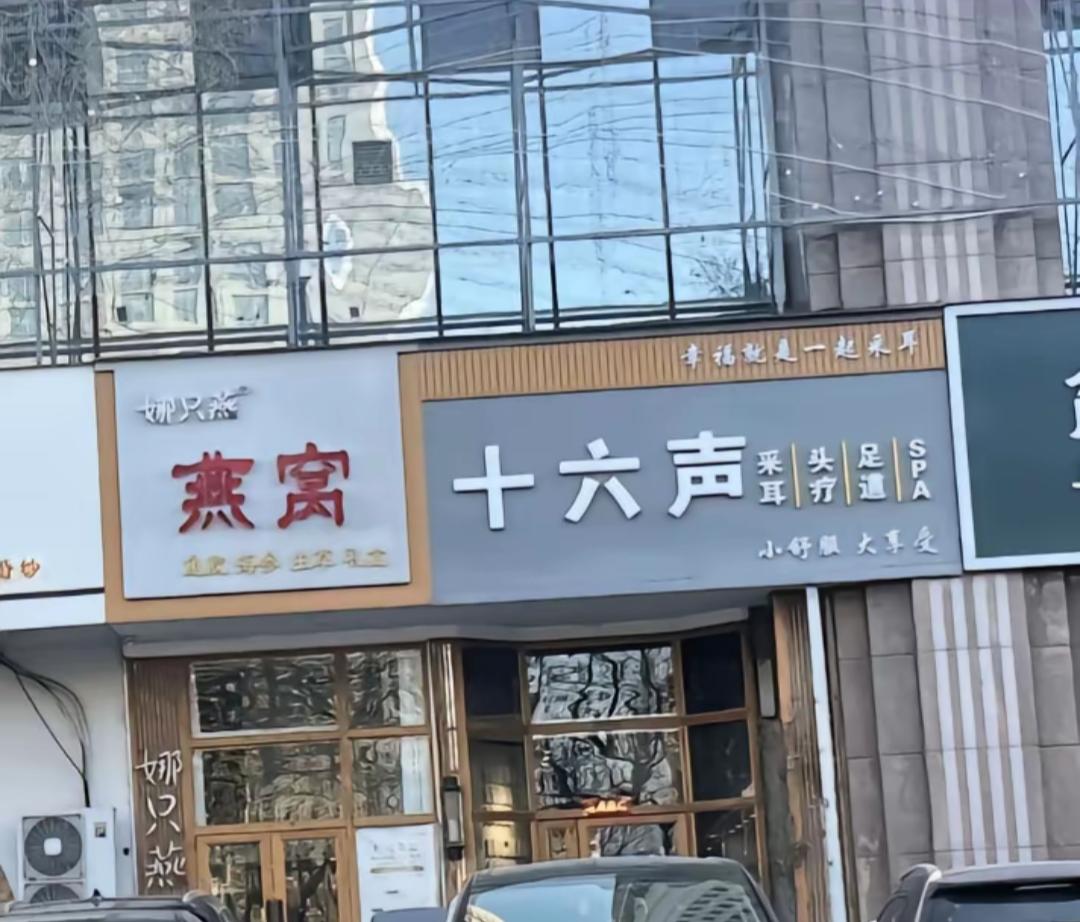 幸福就是一起采耳
娜只燕
燕窝
十六声
采耳 头疗 足道 SPA
小舒服 大享受
娜只燕